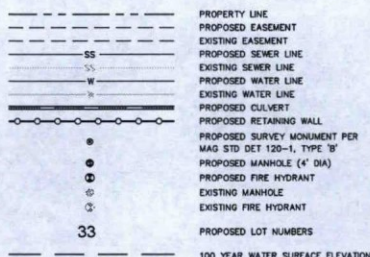 PROPERTY LINE
PROPOSED EASEMENT
EXISTING EASEMENT
SS PROPOSED SEWER LINE
SS EXISTING SEWER LINE
W PROPOSED WATER LINE
W EXISTING WATER LINE
PROPOSED CULVERT
PROPOSED RETAINING WALL
PROPOSED SURVEY MONUMENT PER
MAG STD DET 120-1, TYPE 'B'
PROPOSED MANHOLE (4' DIA)
PROPOSED FIRE HYDRANT
EXISTING MANHOLE
EXISTING FIRE HYDRANT
33 PROPOSED LOT NUMBERS
100 YEAR WATER SURFACE ELEVATION